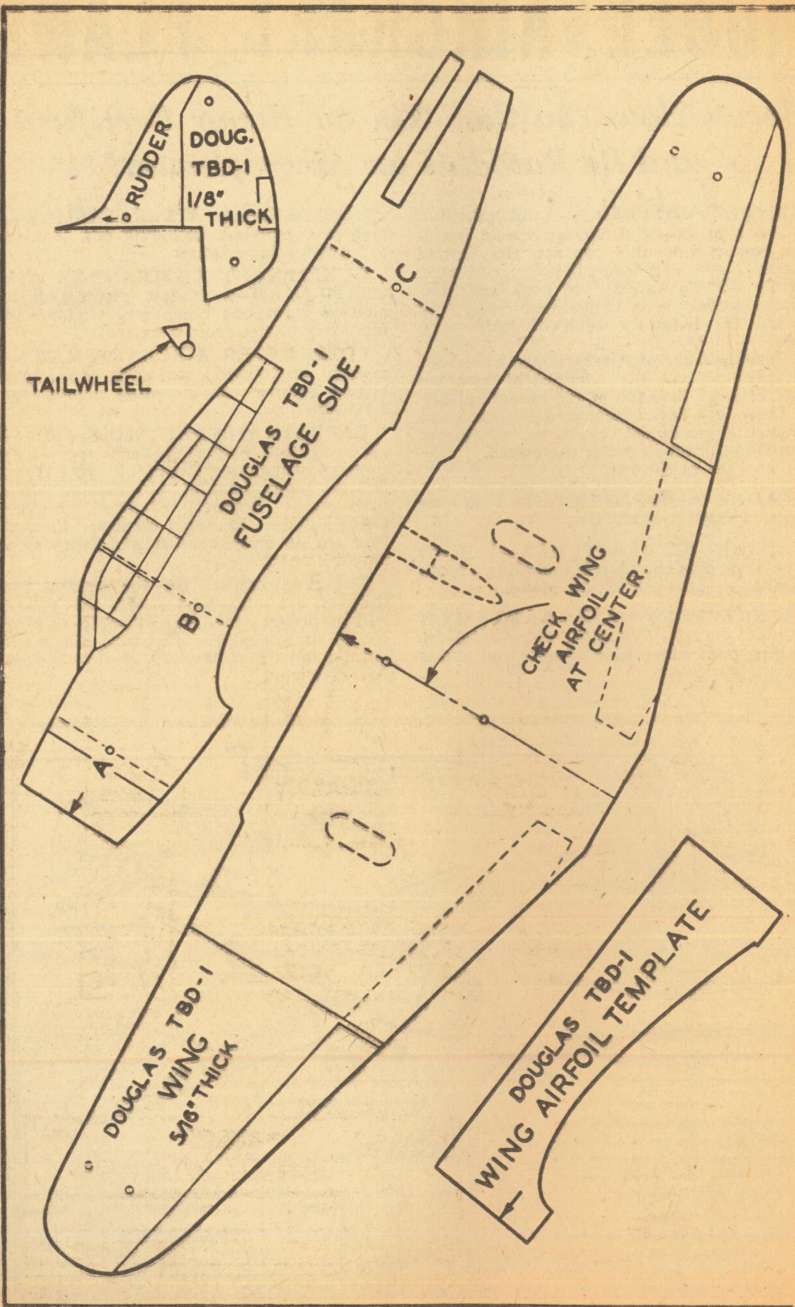 RUDDER
DOUG.
TBD-1
1/8"
THICK
TAILWHEEL
C
DOUGLAS TBD-1
FUSELAGE SIDE
B
A
CHECK WING
AIRFOIL
AT CENTER.
DOUGLAS TBD-1
WING
5/16" THICK
DOUGLAS TBD-1
WING AIRFOIL TEMPLATE